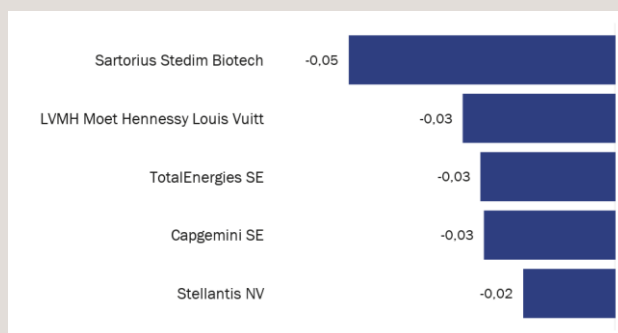 Sartorius Stedim Biotech -0,05
LVMH Moet Hennessy Louis Vuitt -0,03
TotalEnergies SE -0,03
Capgemini SE -0,03
Stellantis NV -0,02